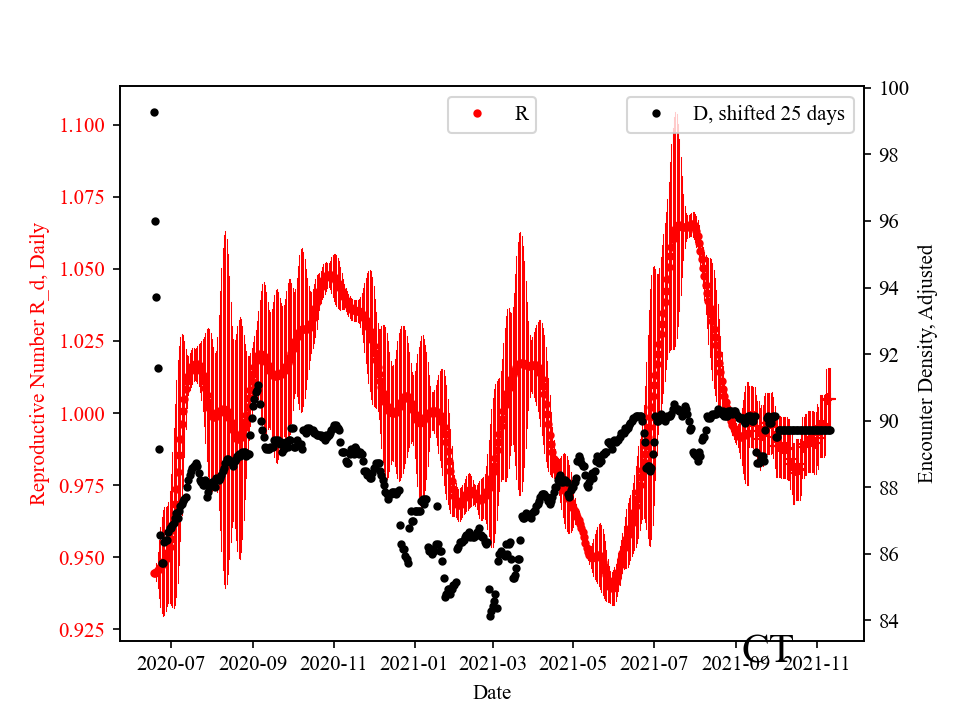 R
D, shifted 25 days
1.100
1.075
1.050
1.025
1.000
0.975
0.950
0.925
Reproductive Number R_d, Daily
100
98
96
94
92
90
88
86
84
Encounter Density, Adjusted
2020-07 2020-09 2020-11 2021-01 2021-03 2021-05 2021-07 2021-09 2021-11
CT
Date